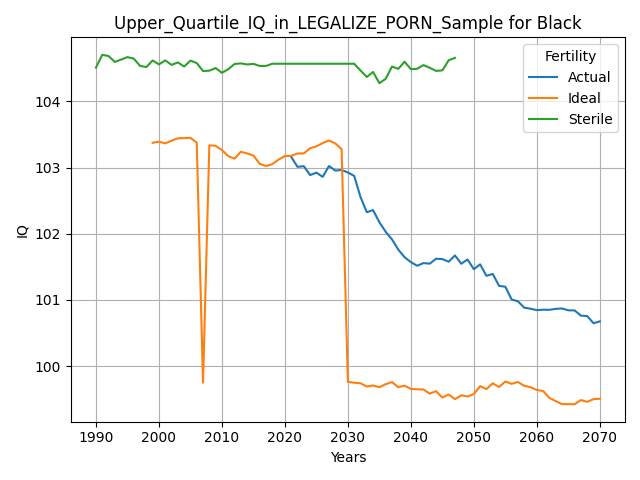 Upper_Quartile_IQ_in_LEGALIZE_PORN_Sample for Black
Fertility
Actual
Ideal
Sterile
104
103
102
101
100
IQ
1990 2000 2010 2020 2030 2040 2050 2060 2070
Years